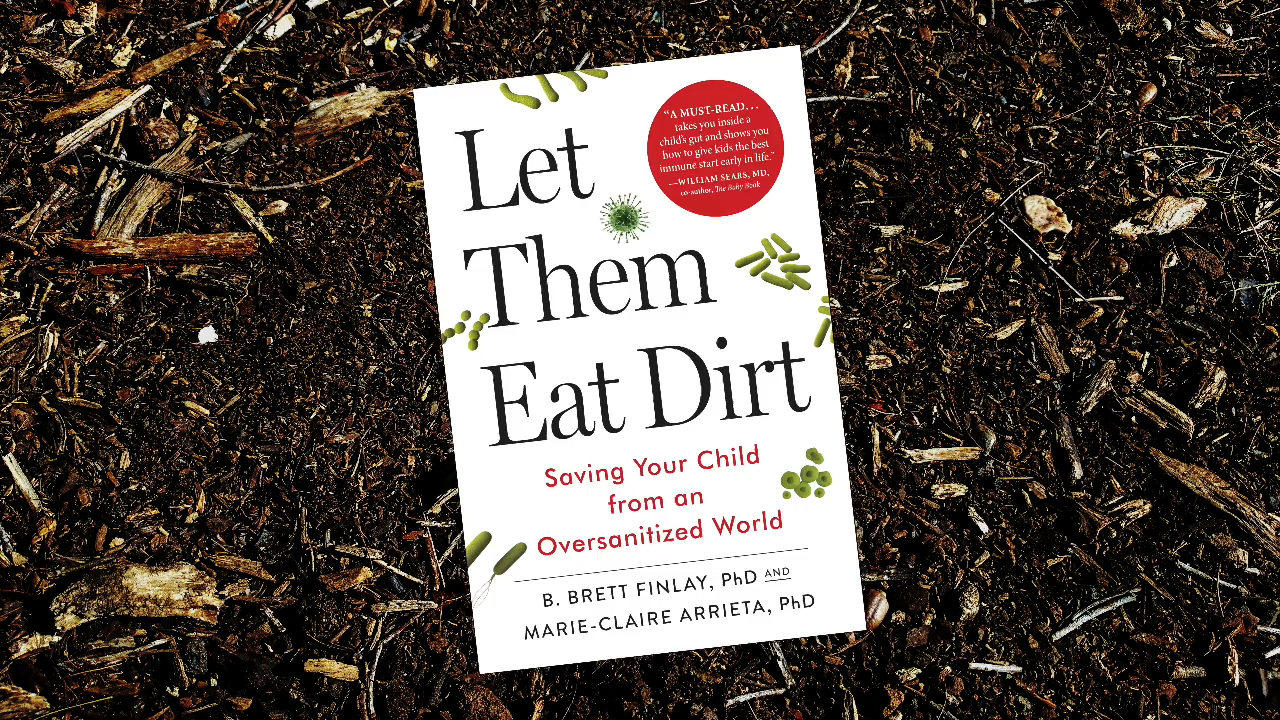 Let
Them
Eat Dirt
“A MUST-READ...
takes you inside a
child's gut and shows you
how to give kids the best
immune start early in life.”
—WILLIAM SEARS, MD,
co-author, The Baby Book
Saving Your Child
from an
Oversanitized World
B. BRETT FINLAY, PhD AND
MARIE-CLAIRE ARRIETA, PhD